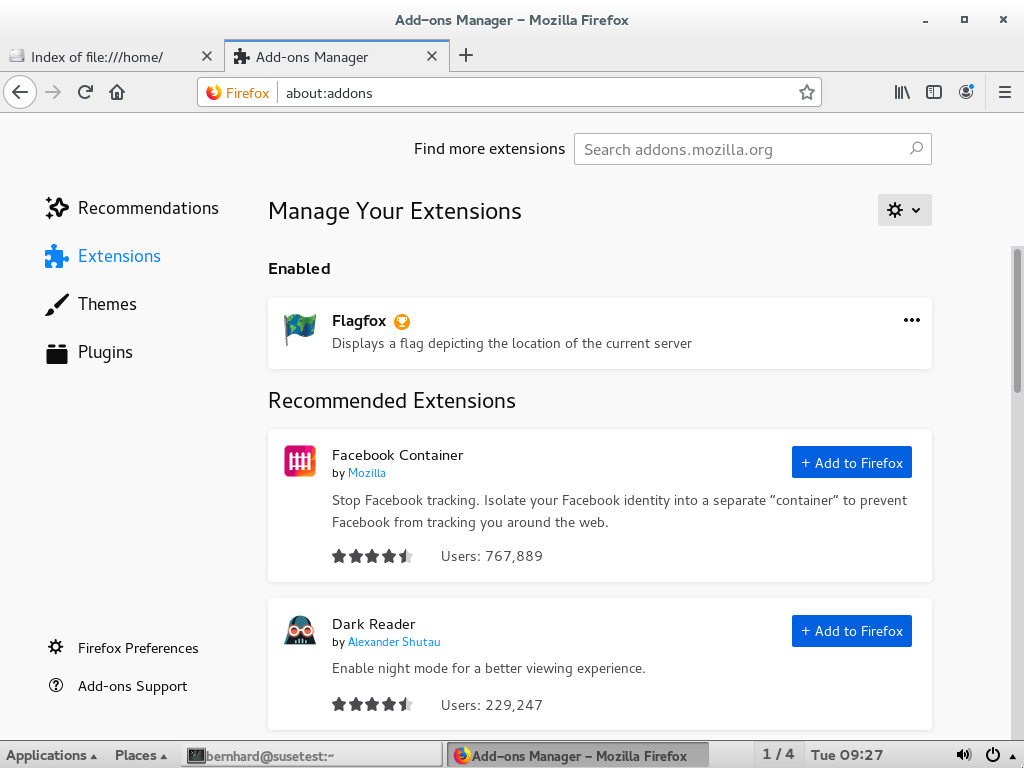 Add-ons Manager - Mozilla Firefox
Index of file:///home/
Add-ons Manager
Firefox
about:addons
Find more extensions
Search addons.mozilla.org
Recommendations
Extensions
Themes
Plugins
Manage Your Extensions
Enabled
Flagfox
Displays a flag depicting the location of the current server
Recommended Extensions
Facebook Container
+ Add to Firefox
by Mozilla
Stop Facebook tracking. Isolate your Facebook identity into a separate “container” to prevent
Facebook from tracking you around the web.
Users: 767,889
Dark Reader
+ Add to Firefox
by Alexander Shutau
Enable night mode for a better viewing experience.
Users: 229,247
Firefox Preferences
Add-ons Support
Applications
Places
bernhard@susetest:~
Add-ons Manager - Mozilla Firefox
1 / 4
Tue 09:27